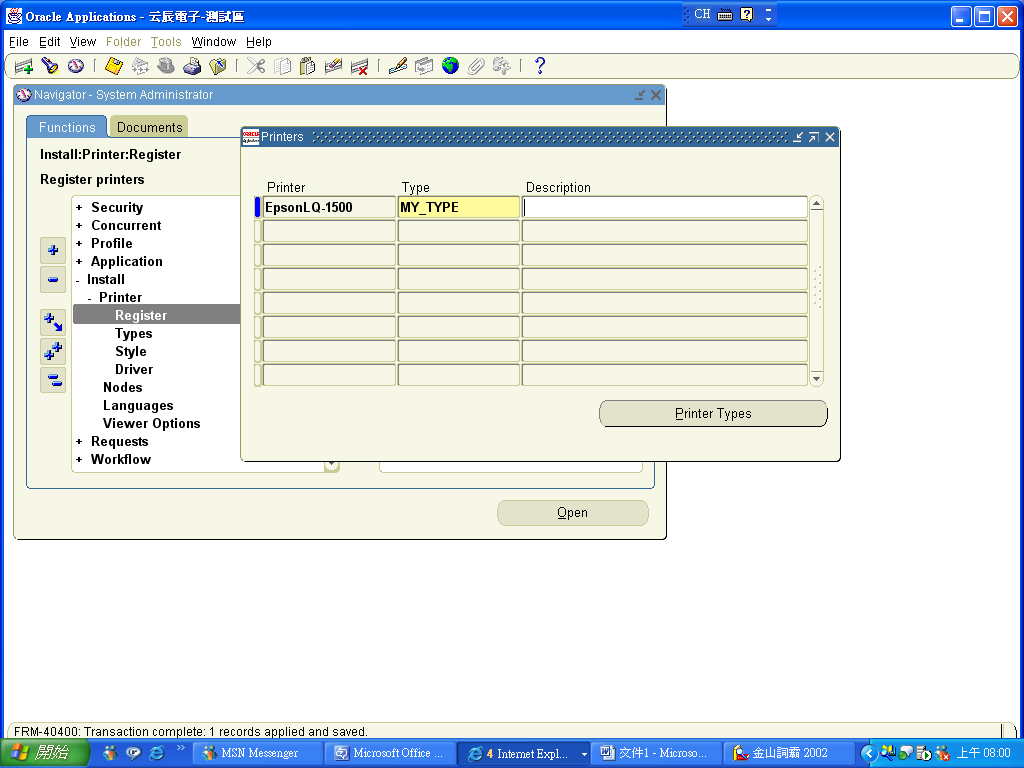 Oracle Applications - 云辰電子-測試區
CH
File Edit View Folder Tools Window Help
Navigator - System Administrator
Functions Documents
Install:Printer:Register
Register printers
+ Security
+ Concurrent
+ Profile
+ Application
- Install
- Printer
Register
Types
Style
Driver
Nodes
Languages
Viewer Options
+ Requests
+ Workflow
Open
ORACLE
Printers
Printer Type Description
EpsonLQ-1500 MY_TYPE
Printer Types
FRM-40400: Transaction complete: 1 records applied and saved.
開始 MSN Messenger Microsoft Office ... 4 Internet Expl... 文件1 - Microso... 金山詞霸 2002 上午 08:00